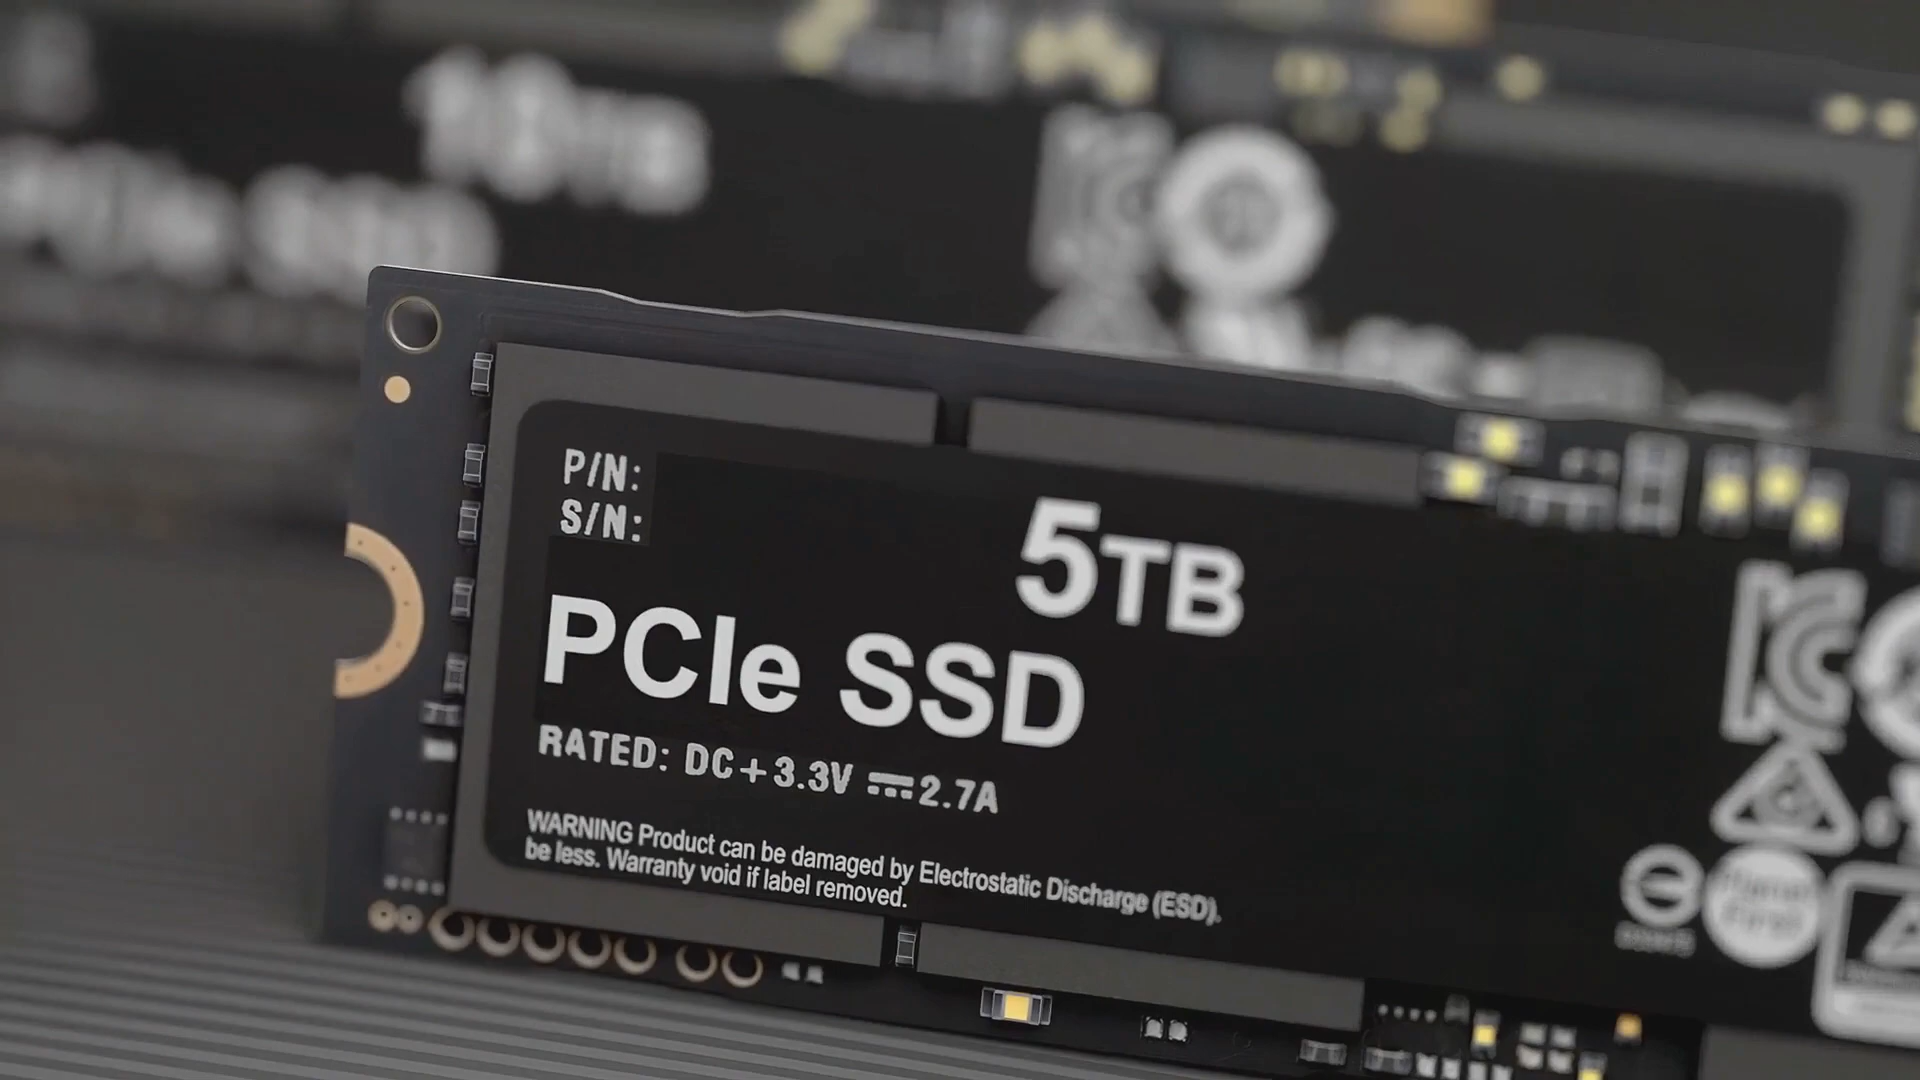 P/N:
S/N:
5TB
PCIe SSD
RATED: DC+3.3V ⎓2.7A
WARNING Product can be damaged by Electrostatic Discharge (ESD).
be less. Warranty void if label removed.